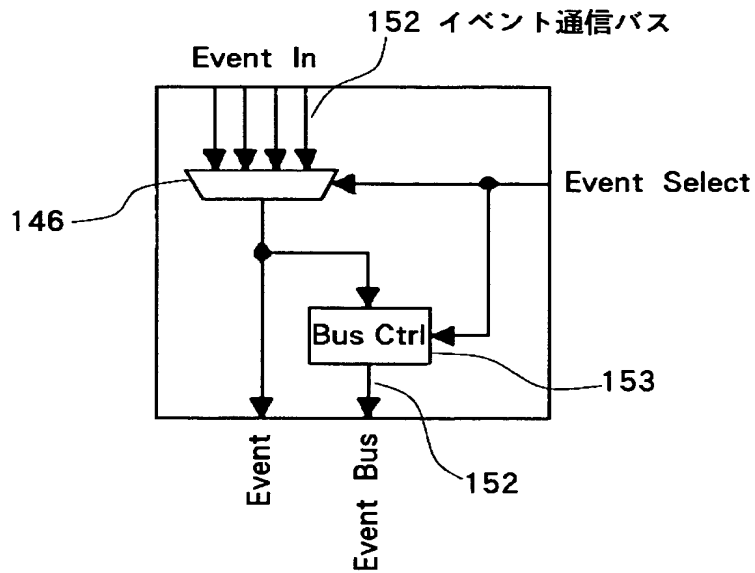 152 イベント通信バス
Event In
Event Select
146
Bus Ctrl
153
152
Event
Event Bus